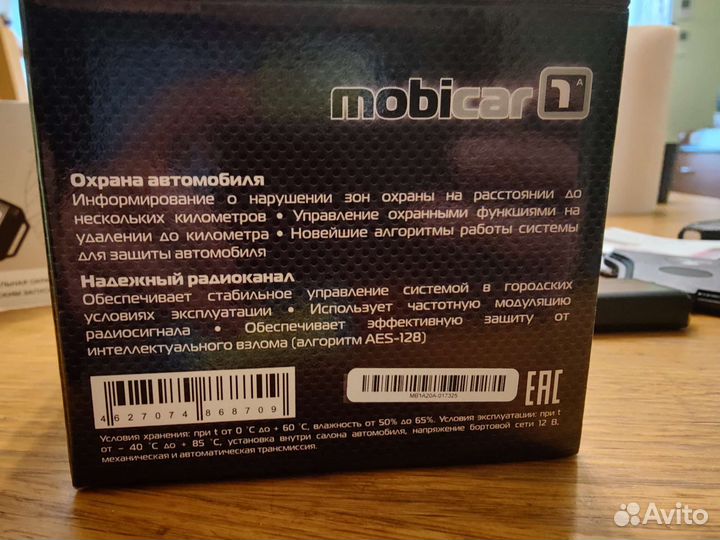 mobicar 1 A
Охрана автомобиля
Информирование о нарушении зон охраны на расстоянии до
нескольких километров • Управление охранными функциями на
удалении до километра • Новейшие алгоритмы работы системы
для защиты автомобиля
Надежный радиоканал
Обеспечивает стабильное управление системой в городских
условиях эксплуатации • Использует частотную модуляцию
радиосигнала • Обеспечивает эффективную защиту от
интеллектуального взлома (алгоритм AES-128)
4627074868709
MB1A20A-017325
EAC
Условия хранения: при t от 0 °C до + 60 °C, влажность от 50% до 65%. Условия эксплуатации: при t
от – 40 °C до + 85 °C, установка внутри салона автомобиля, напряжение бортовой сети 12 В,
механическая и автоматическая трансмиссия.
Avito